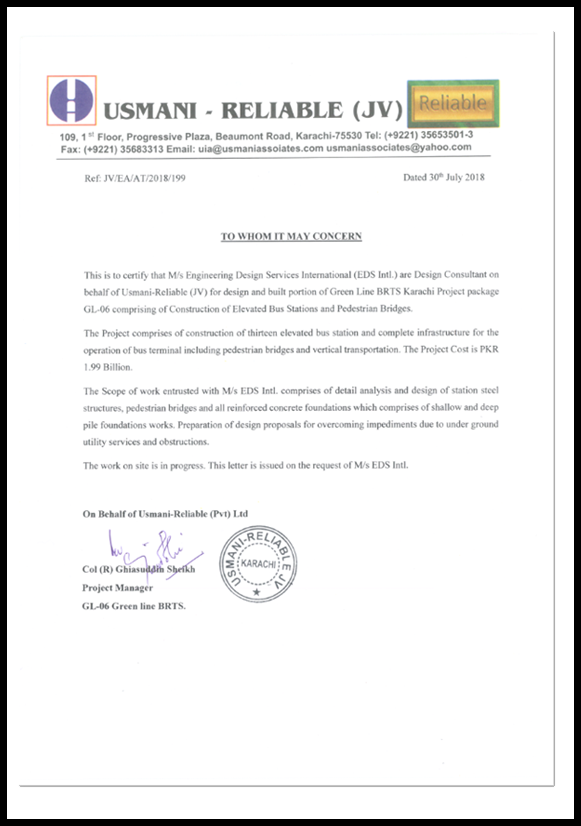 USMANI - RELIABLE (JV)
Reliable
109, 1 st Floor, Progressive Plaza, Beaumont Road, Karachi-75530 Tel: (+9221) 35653501-3
Fax: (+9221) 35683313 Email: uia@usmaniassoiates.com usmaniassociates@yahoo.com
Ref: JV/EA/AT/2018/199
Dated 30th July 2018
TO WHOM IT MAY CONCERN
This is to certify that M/s Engineering Design Services International (EDS Intl.) are Design Consultant on
behalf of Usmani-Reliable (JV) for design and built portion of Green Line BRTS Karachi Project package
GL-06 comprising of Construction of Elevated Bus Stations and Pedestrian Bridges.
The Project comprises of construction of thirteen elevated bus station and complete infrastructure for the
operation of bus terminal including pedestrian bridges and vertical transportation. The Project Cost is PKR
1.99 Billion.
The Scope of work entrusted with M/s EDS Intl. comprises of detail analysis and design of station steel
structures, pedestrian bridges and all reinforced concrete foundations which comprises of shallow and deep
pile foundations works. Preparation of design proposals for overcoming impediments due to under ground
utility services and obstructions.
The work on site is in progress. This letter is issued on the request of M/s EDS Intl.
On Behalf of Usmani-Reliable (Pvt) Ltd
Col (R) Ghiasuddin Sheikh
Project Manager
GL-06 Green line BRTS.
USMANI-RELIABLE JV
KARACHI